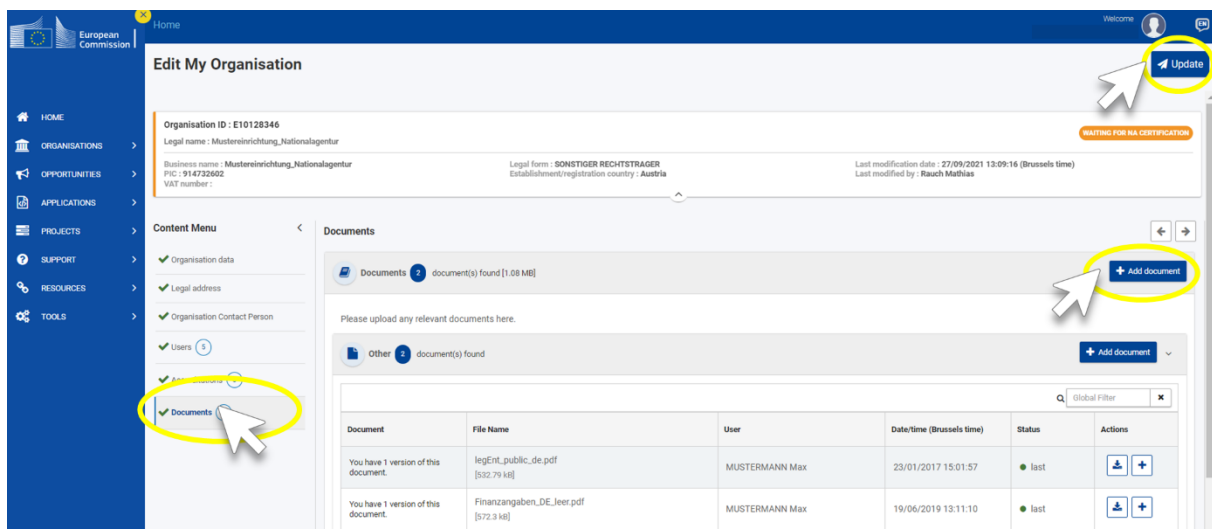 European
Commission
×
Home
Welcome
EN
Edit My Organisation
Update
HOME
ORGANISATIONS
OPPORTUNITIES
APPLICATIONS
PROJECTS
SUPPORT
RESOURCES
TOOLS
Organisation ID : E10128346
WAITING FOR NA CERTIFICATION
Legal name : Mustereinrichtung_Nationalagentur
Business name : Mustereinrichtung_Nationalagentur
PIC : 914732602
VAT number :
Legal form : SONSTIGER RECHTSTRAGER
Establishment/registration country : Austria
Last modification date : 27/09/2021 13:09:16 (Brussels time)
Last modified by : Rauch Mathias
Content Menu
Organisation data
Legal address
Organisation Contact Person
Users 5
Documents
Documents
Documents 2 document(s) found [1.08 MB]
+ Add document
Please upload any relevant documents here.
Other 2 document(s) found
+ Add document
Global Filter ×
Document File Name User Date/time (Brussels time) Status Actions
You have 1 version of this
document.
legEnt_public_de.pdf
[532.79 kB]
MUSTERMANN Max
23/01/2017 15:01:57
last
You have 1 version of this
document.
Finanzangaben_DE_leer.pdf
[572.3 kB]
MUSTERMANN Max
19/06/2019 13:11:10
last